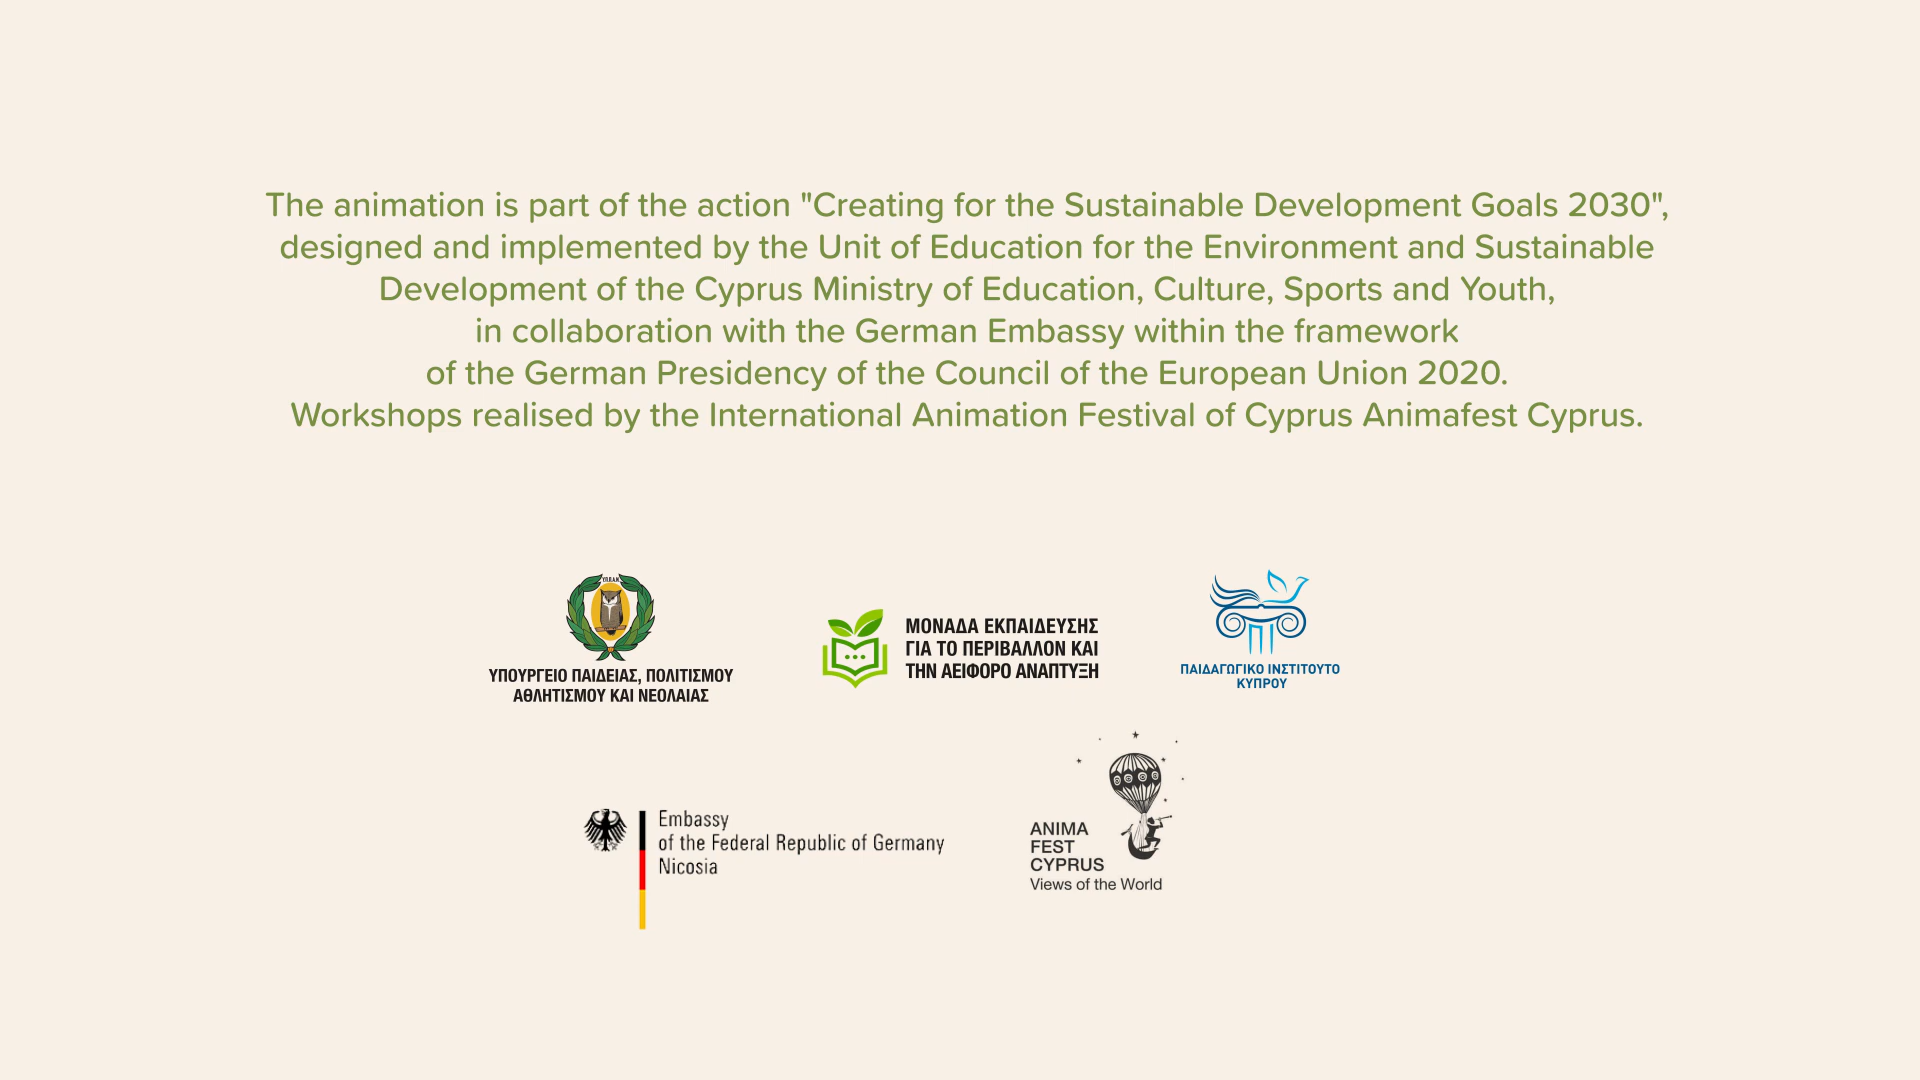 The animation is part of the action "Creating for the Sustainable Development Goals 2030",
designed and implemented by the Unit of Education for the Environment and Sustainable
Development of the Cyprus Ministry of Education, Culture, Sports and Youth,
in collaboration with the German Embassy within the framework
of the German Presidency of the Council of the European Union 2020.
Workshops realised by the International Animation Festival of Cyprus Animafest Cyprus.
ΥΠΟΥΡΓΕΙΟ ΠΑΙΔΕΙΑΣ, ΠΟΛΙΤΙΣΜΟΥ
ΑΘΛΗΤΙΣΜΟΥ ΚΑΙ ΝΕΟΛΑΙΑΣ
ΜΟΝΑΔΑ ΕΚΠΑΙΔΕΥΣΗΣ
ΓΙΑ ΤΟ ΠΕΡΙΒΑΛΛΟΝ ΚΑΙ
ΤΗΝ ΑΕΙΦΟΡΟ ΑΝΑΠΤΥΞΗ
ΠΑΙΔΑΓΩΓΙΚΟ ΙΝΣΤΙΤΟΥΤΟ
ΚΥΠΡΟΥ
Embassy
of the Federal Republic of Germany
Nicosia
ANIMA
FEST
CYPRUS
Views of the World